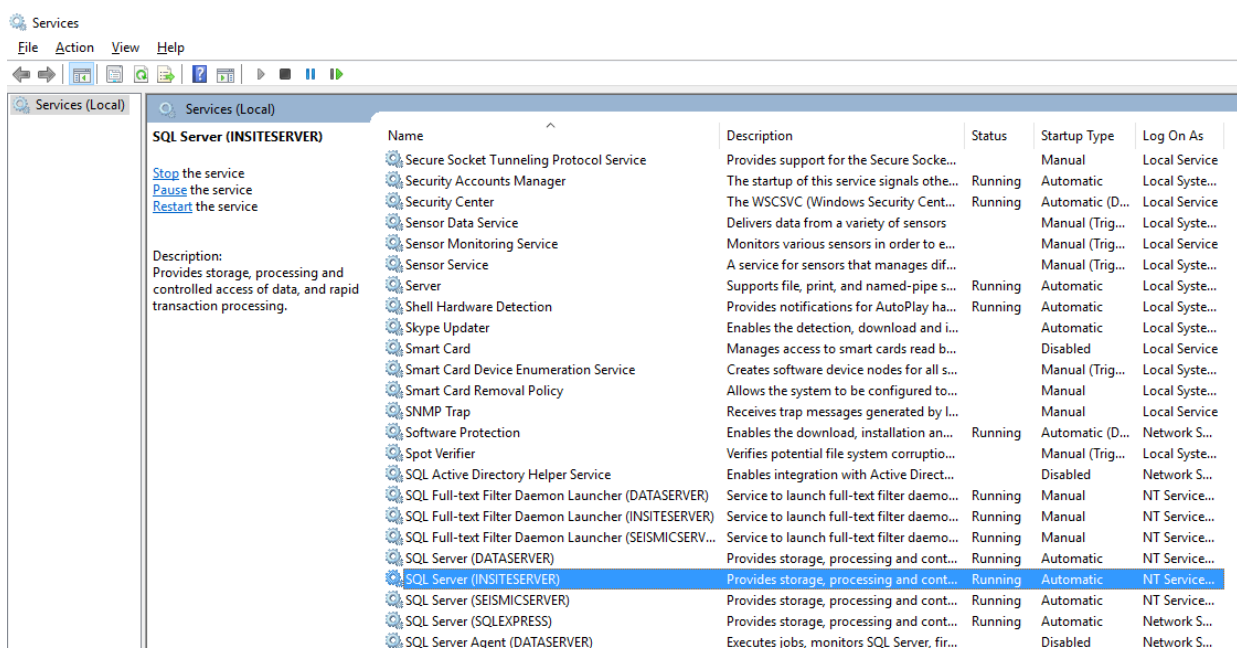 Services
File Action View Help
Services (Local)
Services (Local)
SQL Server (INSITESERVER)
Stop the service
Pause the service
Restart the service
Description:
Provides storage, processing and
controlled access of data, and rapid
transaction processing.
Name Description Status Startup Type Log On As
Secure Socket Tunneling Protocol Service Provides support for the Secure Socke... Manual Local Service
Security Accounts Manager The startup of this service signals othe... Running Automatic Local Syste...
Security Center The WSCSVC (Windows Security Cent... Running Automatic (D... Local Service
Sensor Data Service Delivers data from a variety of sensors Manual (Trig... Local Syste...
Sensor Monitoring Service Monitors various sensors in order to e... Manual (Trig... Local Service
Sensor Service A service for sensors that manages dif... Manual (Trig... Local Syste...
Server Supports file, print, and named-pipe s... Running Automatic Local Syste...
Shell Hardware Detection Provides notifications for AutoPlay ha... Running Automatic Local Syste...
Skype Updater Enables the detection, download and i... Automatic Local Syste...
Smart Card Manages access to smart cards read b... Disabled Local Service
Smart Card Device Enumeration Service Creates software device nodes for all s... Manual (Trig... Local Syste...
Smart Card Removal Policy Allows the system to be configured to... Manual Local Syste...
SNMP Trap Receives trap messages generated by l... Manual Local Service
Software Protection Enables the download, installation an... Running Automatic (D... Network S...
Spot Verifier Verifies potential file system corruptio... Manual (Trig... Local Syste...
SQL Active Directory Helper Service Enables integration with Active Direct... Disabled Network S...
SQL Full-text Filter Daemon Launcher (DATASERVER) Service to launch full-text filter daemo... Running Manual NT Service...
SQL Full-text Filter Daemon Launcher (INSITESERVER) Service to launch full-text filter daemo... Running Manual NT Service...
SQL Full-text Filter Daemon Launcher (SEISMICSERV... Service to launch full-text filter daemo... Running Manual NT Service...
SQL Server (DATASERVER) Provides storage, processing and cont... Running Automatic NT Service...
SQL Server (INSITESERVER) Provides storage, processing and cont... Running Automatic NT Service...
SQL Server (SEISMICSERVER) Provides storage, processing and cont... Running Automatic NT Service...
SQL Server (SQLEXPRESS) Provides storage, processing and cont... Running Automatic Network S...
SQL Server Agent (DATASERVER) Executes jobs, monitors SQL Server, fir... Disabled Network S...